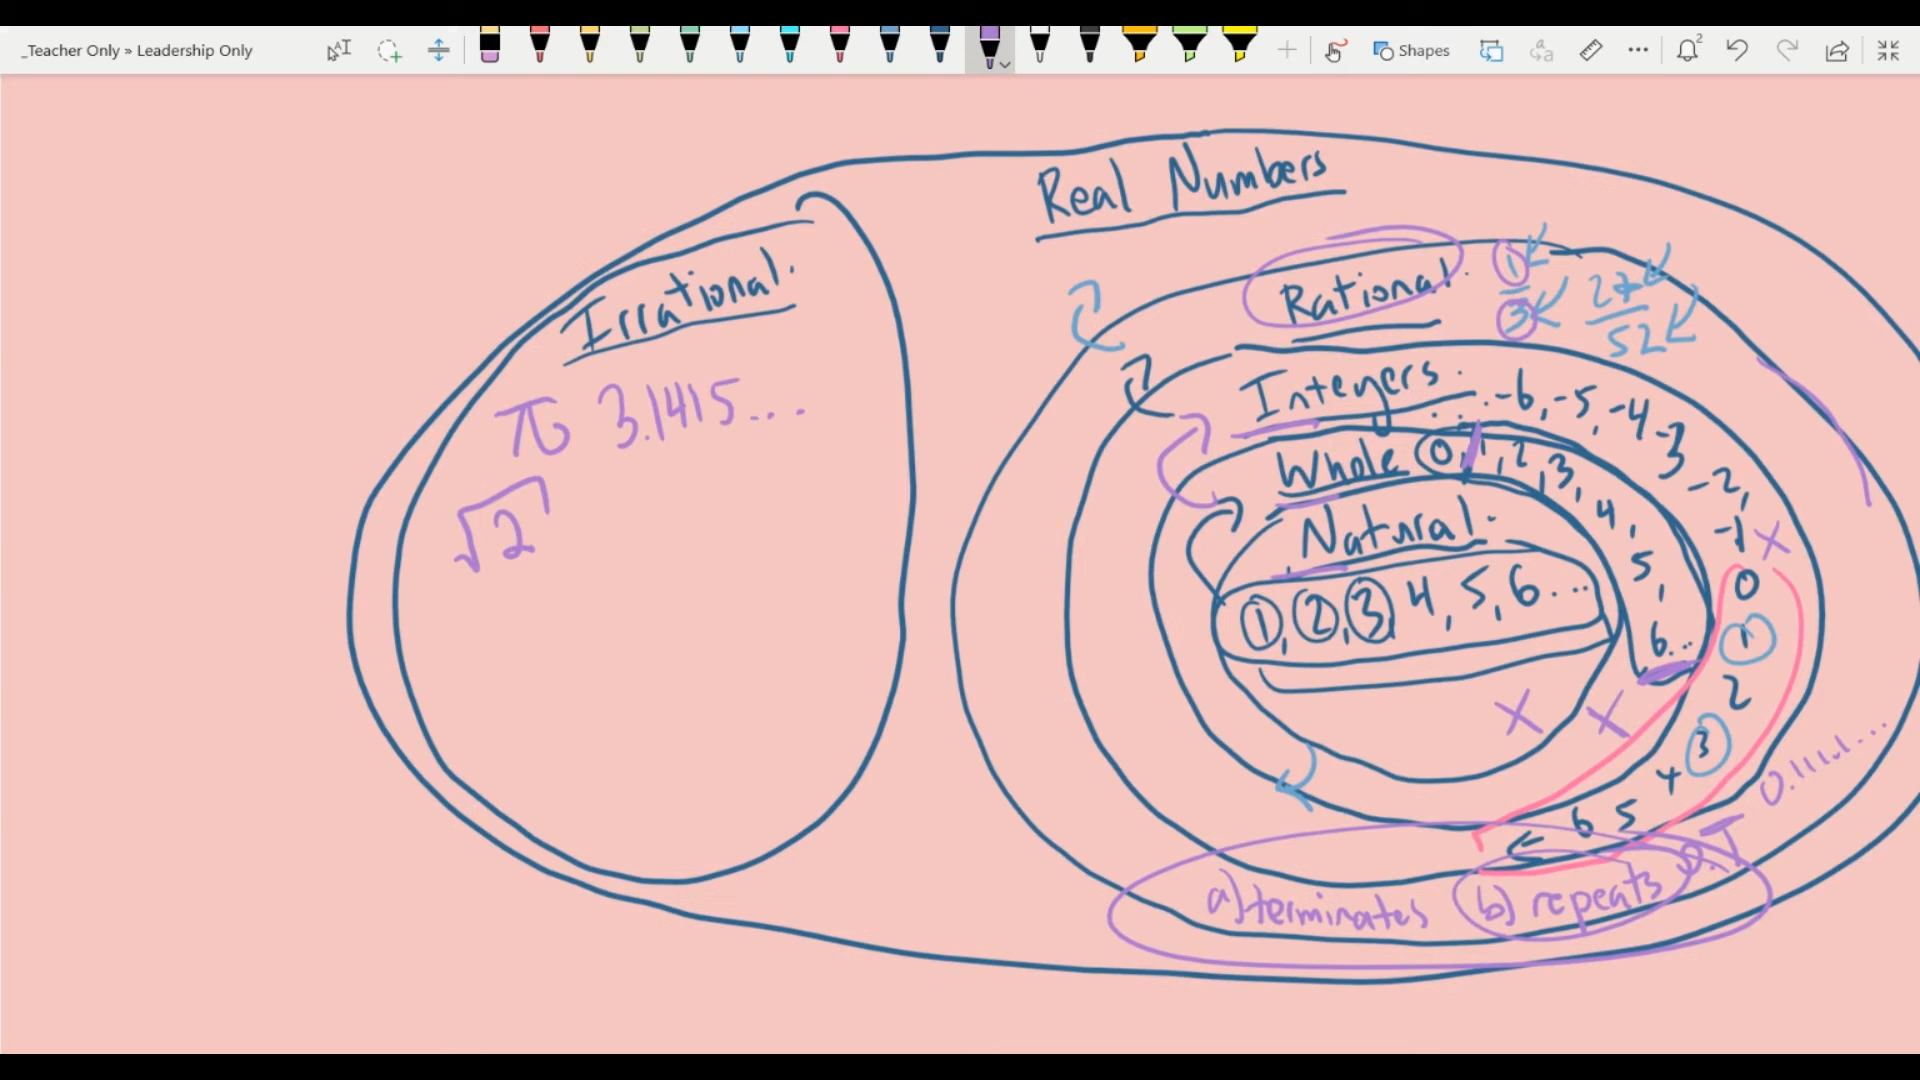 _Teacher Only » Leadership Only
Shapes
2
Real Numbers
Irrational.
π 3.1415...
√2
Rational.
1/3
27/52
Integers. ...-6, -5, -4 -3 -2, -1 0 1 2 3 4 5 6
Whole 0, 1, 2, 3, 4, 5, 6...
Natural.
1, 2, 3, 4, 5, 6...
x
x
x
0.1111...
a) terminates b) repeats